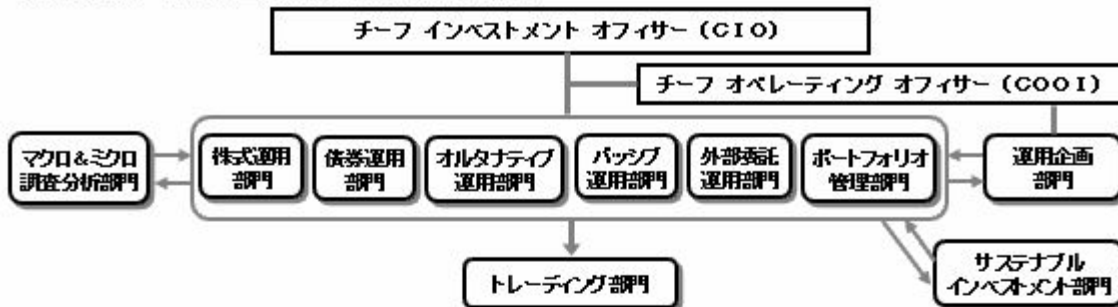 チーフ インベストメント オフィサー (CIO)
チーフ オペレーティング オフィサー (COOI)
マクロ&ミクロ
調査分析部門
株式運用
部門
債券運用
部門
オルタナティブ
運用部門
パッシブ
運用部門
外部委託
運用部門
ポートフォリオ
管理部門
運用企画
部門
トレーディング部門
サステナブル
インベストメント部門